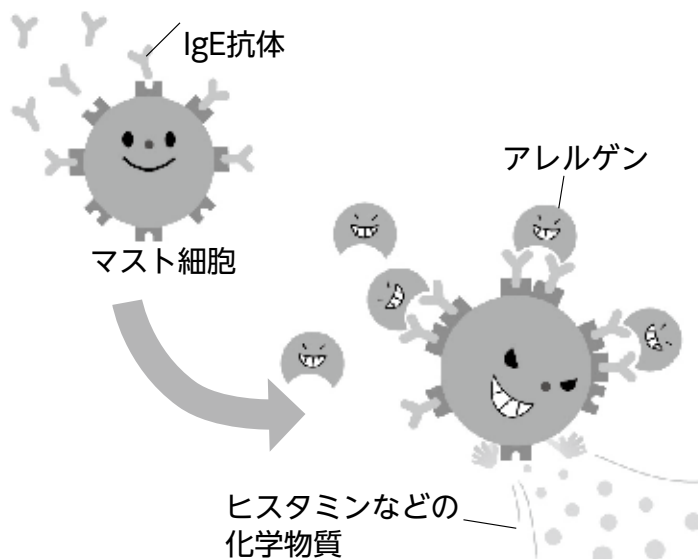 IgE抗体
マスト細胞
アレルゲン
ヒスタミンなどの
化学物質